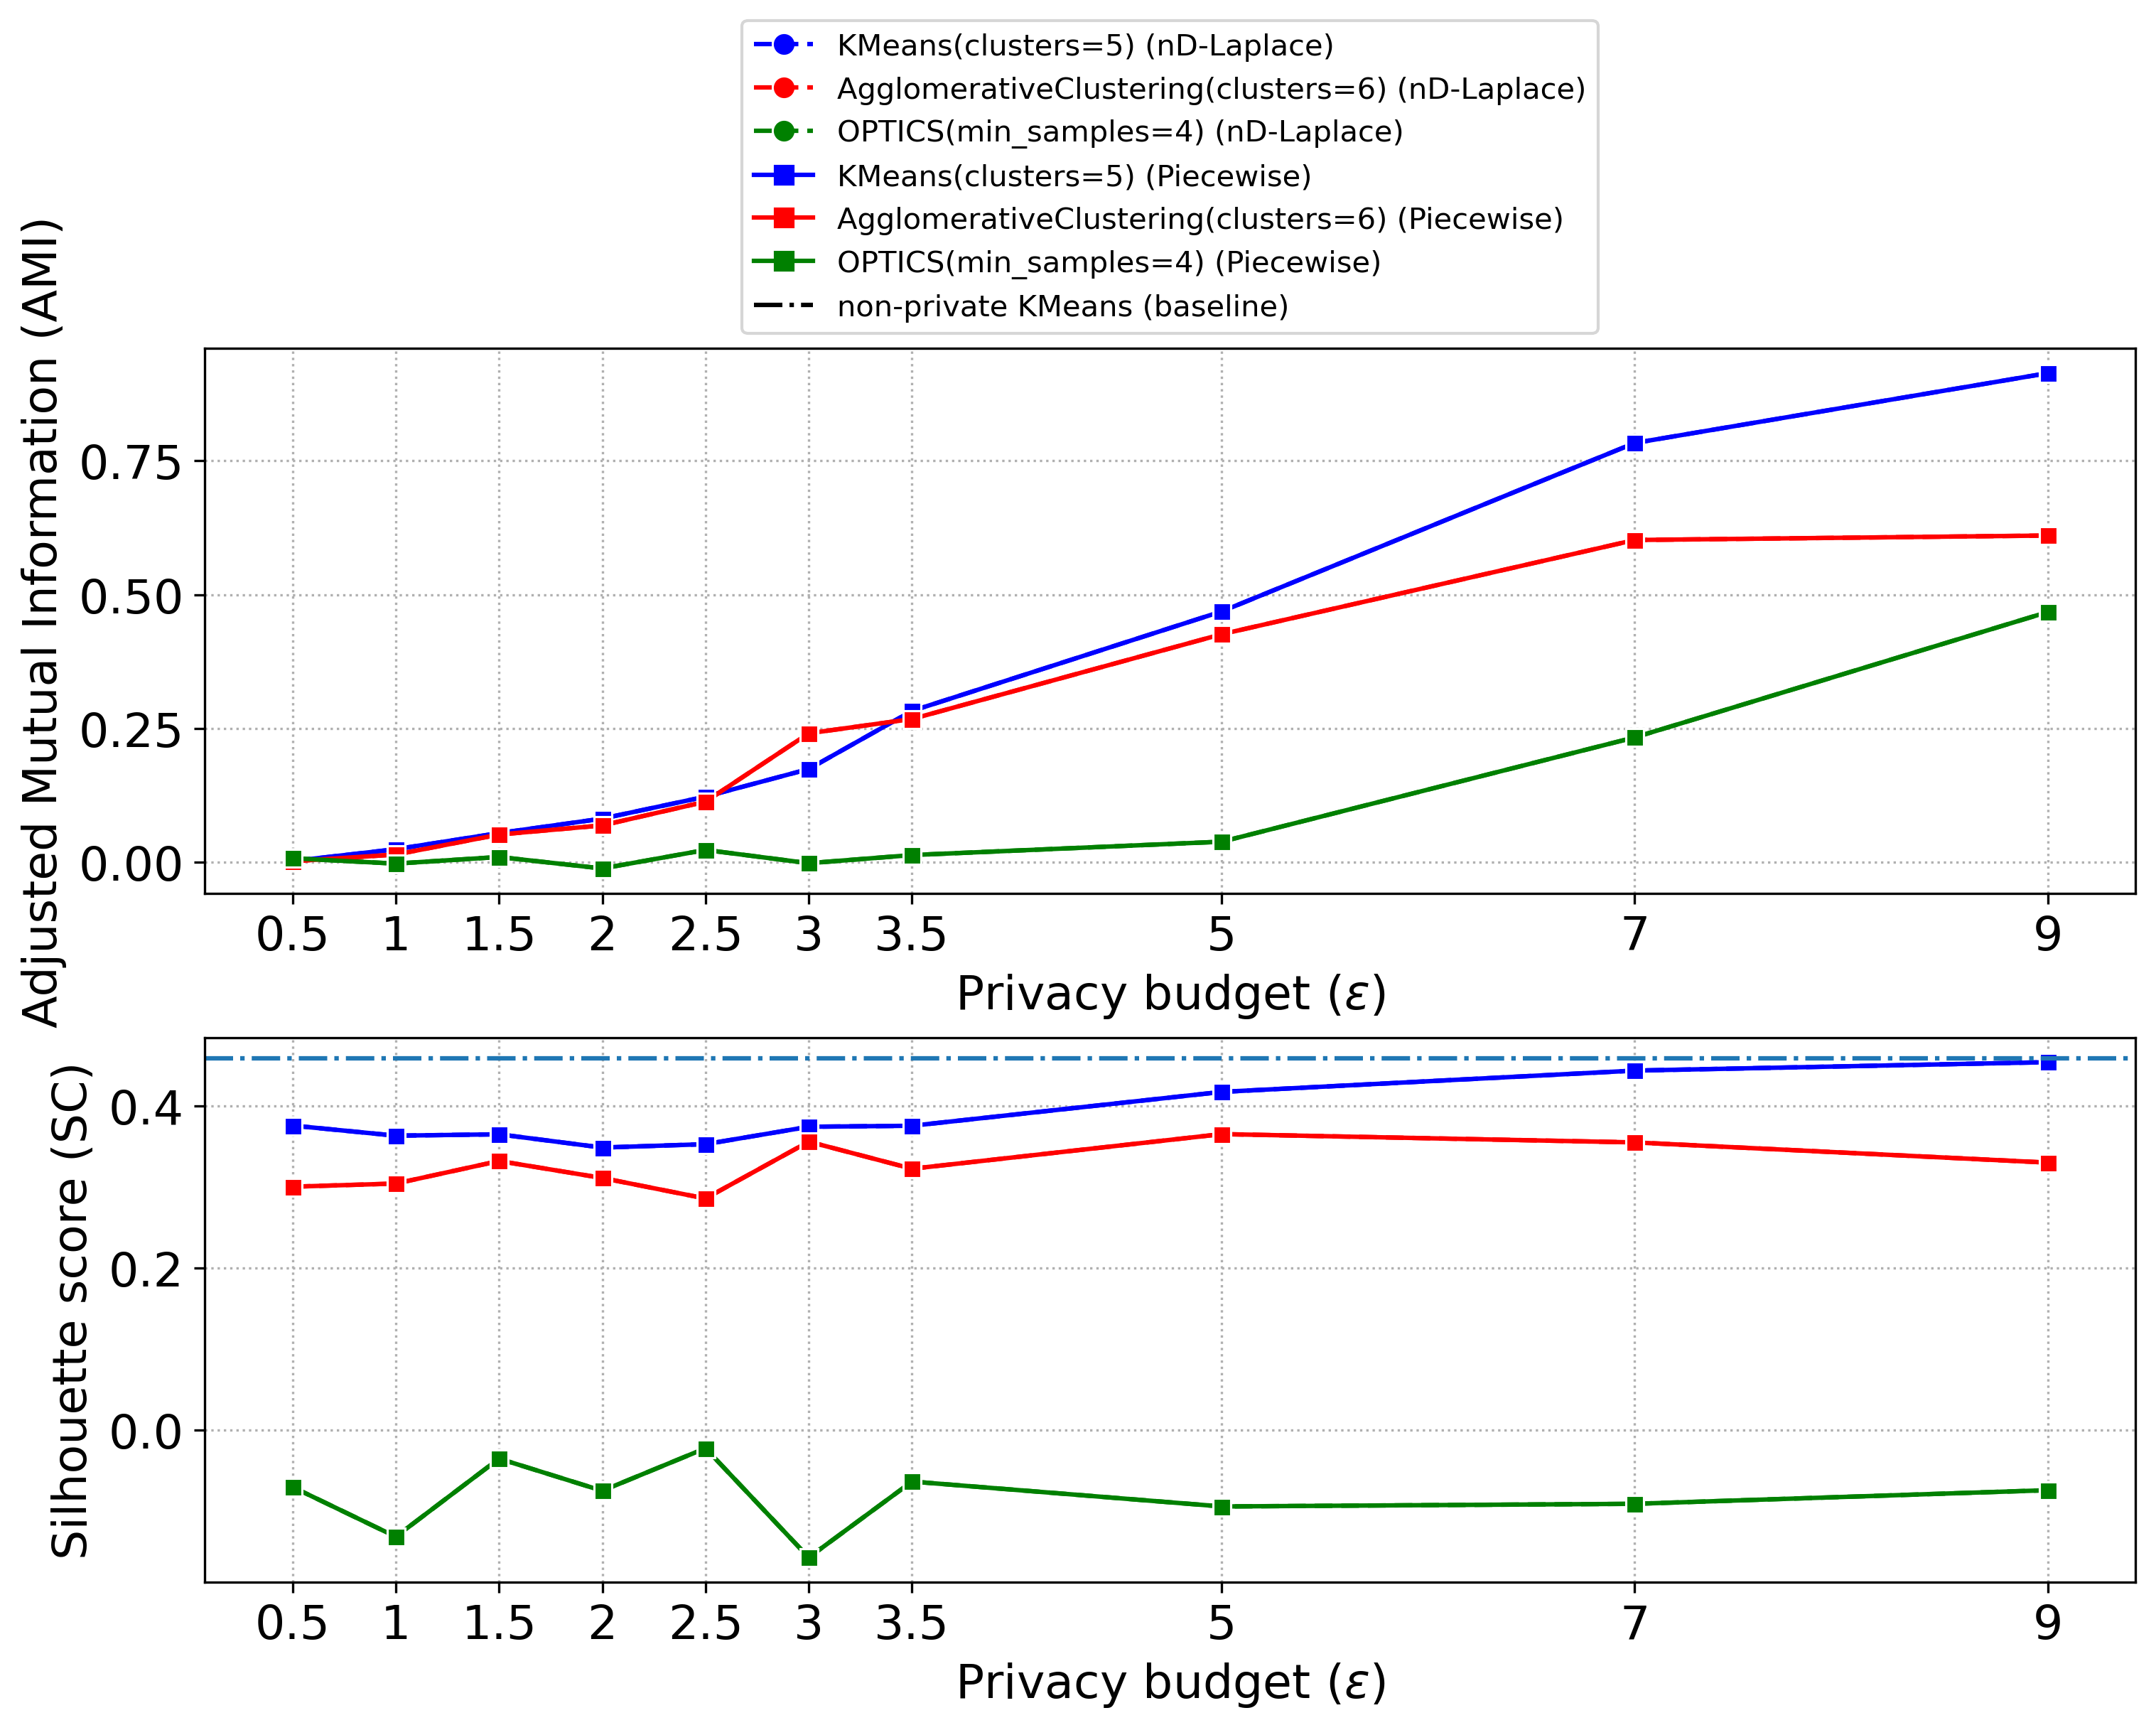 KMeans(clusters=5) (nD-Laplace)
AgglomerativeClustering(clusters=6) (nD-Laplace)
OPTICS(min_samples=4) (nD-Laplace)
KMeans(clusters=5) (Piecewise)
AgglomerativeClustering(clusters=6) (Piecewise)
OPTICS(min_samples=4) (Piecewise)
non-private KMeans (baseline)
Adjusted Mutual Information (AMI)
0.75
0.50
0.25
0.00
0.5 1 1.5 2 2.5 3 3.5 5 7 9
Privacy budget (ε)
Silhouette score (SC)
0.4
0.2
0.0
0.5 1 1.5 2 2.5 3 3.5 5 7 9
Privacy budget (ε)